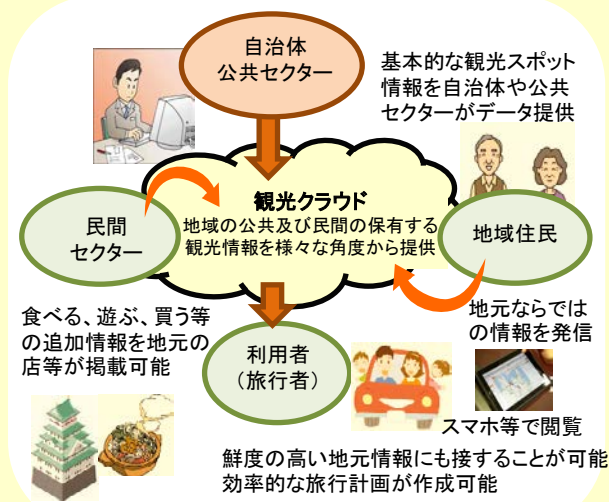 自治体
公共セクター
基本的な観光スポット
情報を自治体や公共
セクターがデータ提供
観光クラウド
地域の公共及び民間の保有する
観光情報を様々な角度から提供
民間
セクター
地域住民
食べる、遊ぶ、買う等
の追加情報を地元の
店等が掲載可能
地元ならでは
の情報を発信
利用者
（旅行者）
スマホ等で閲覧
鮮度の高い地元情報にも接することが可能
効率的な旅行計画が作成可能